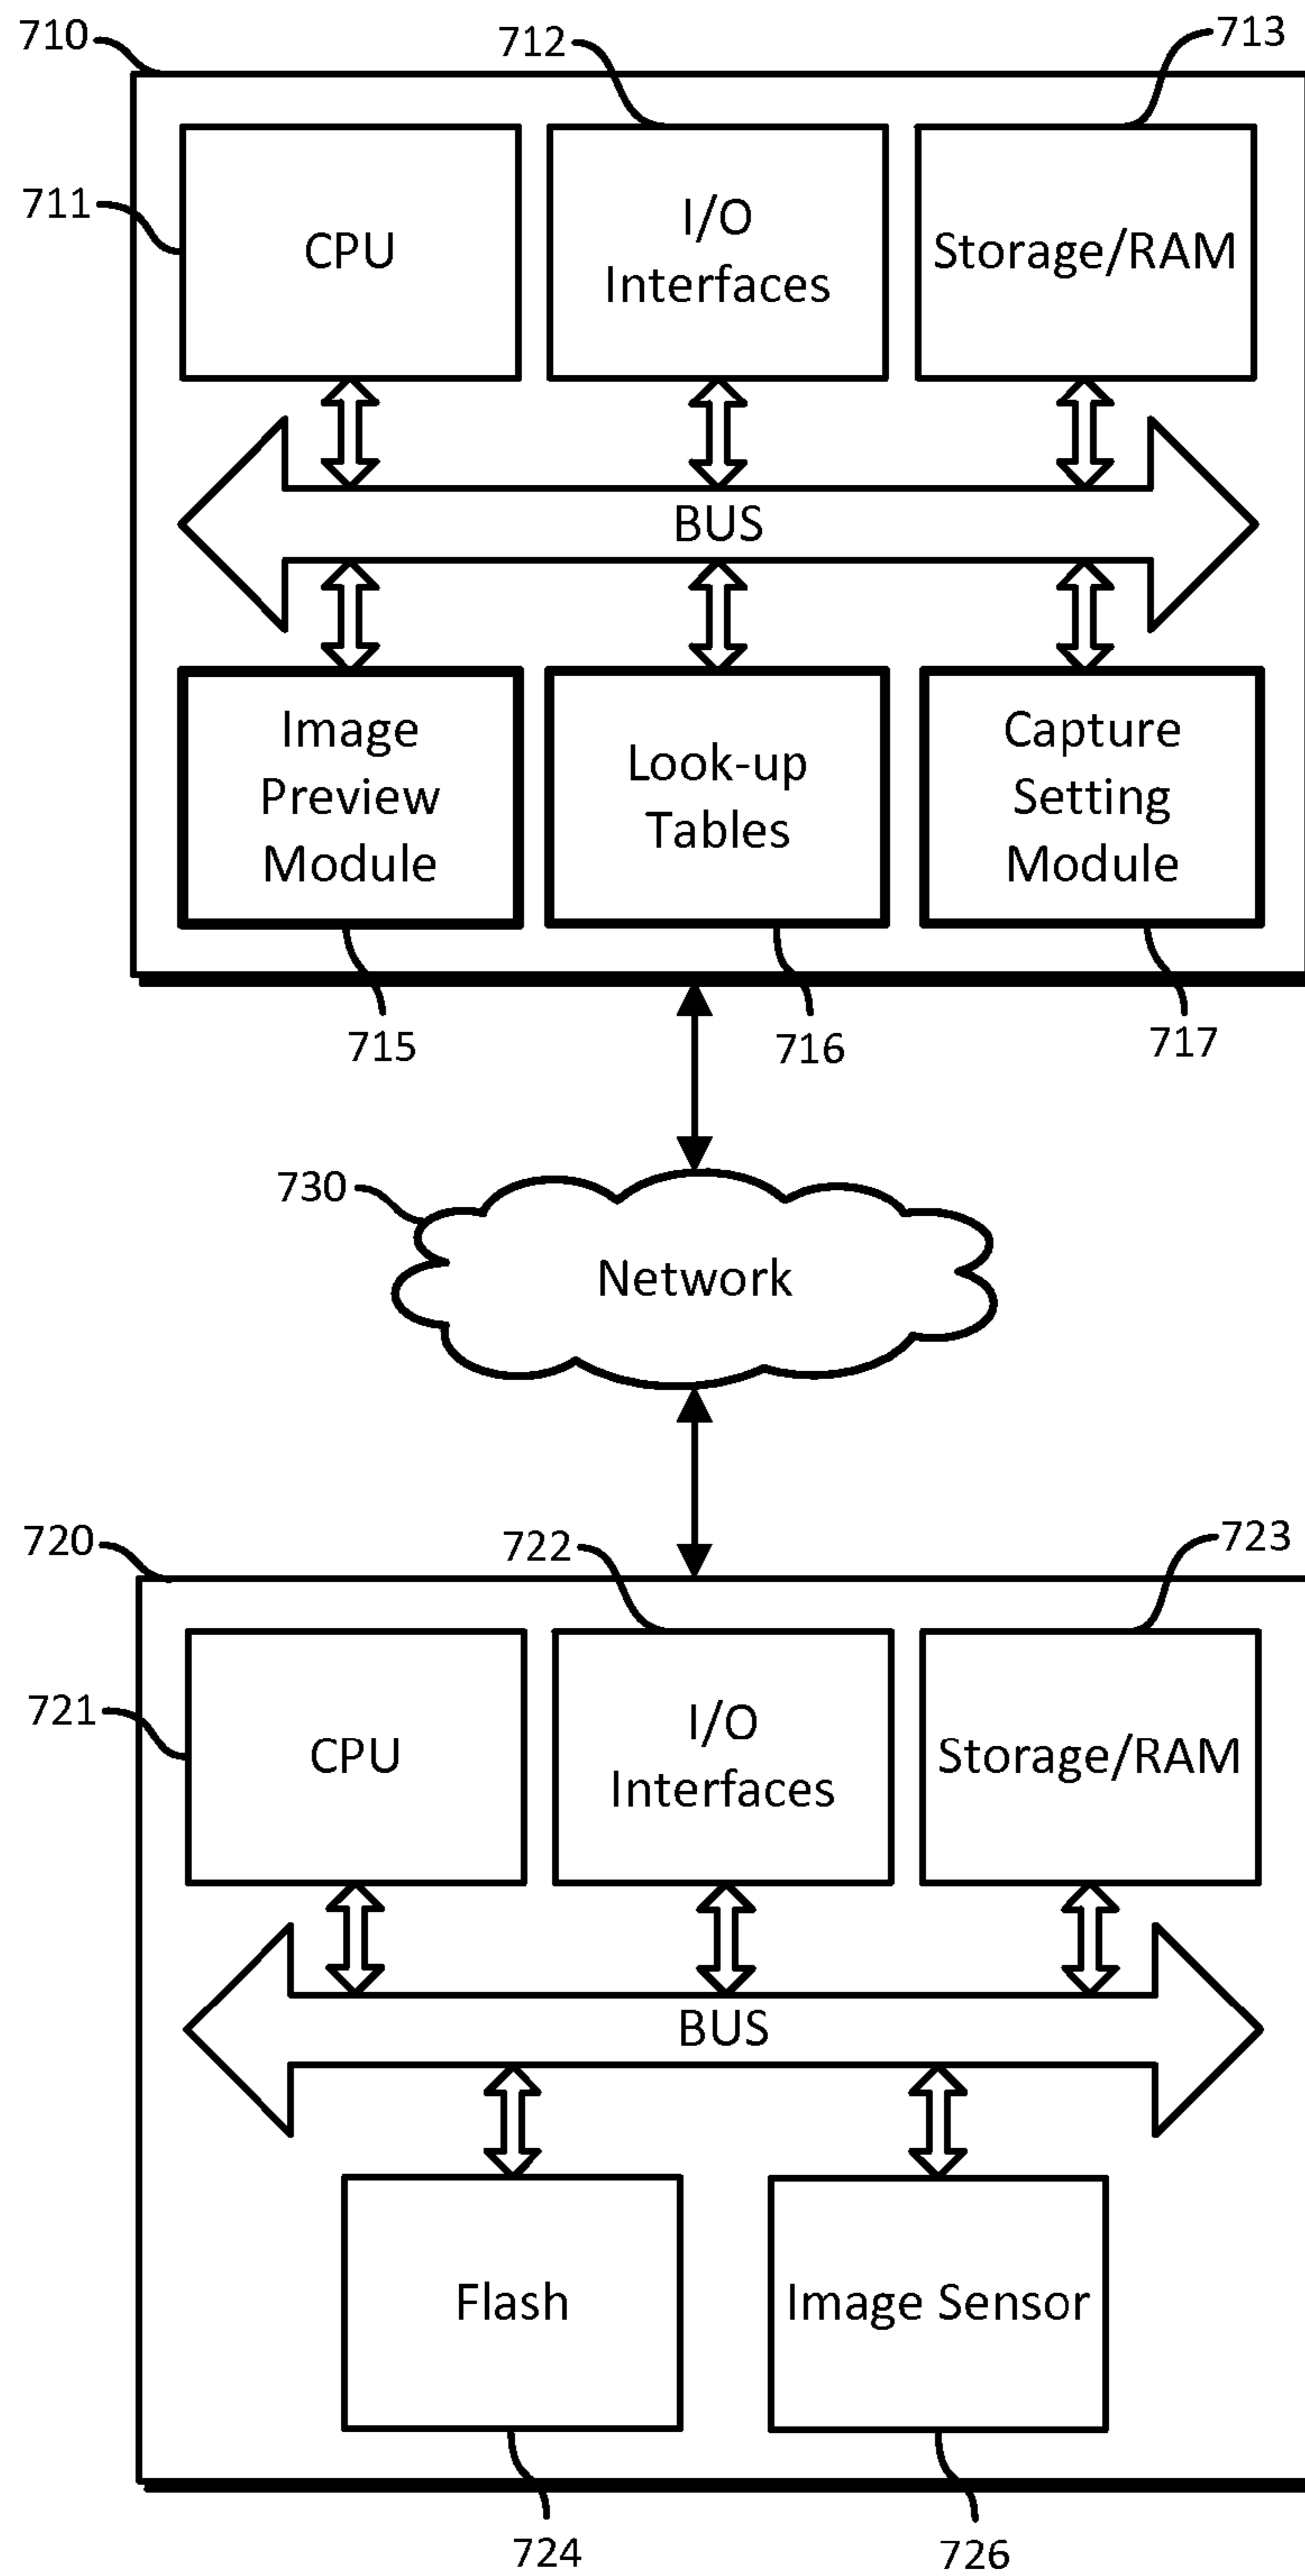 710
712
713
711
CPU
I/O
Interfaces
Storage/RAM
BUS
Image
Preview
Module
Look-up
Tables
Capture
Setting
Module
715
716
717
730
Network
720
722
723
721
CPU
I/O
Interfaces
Storage/RAM
BUS
Flash
Image Sensor
724
726